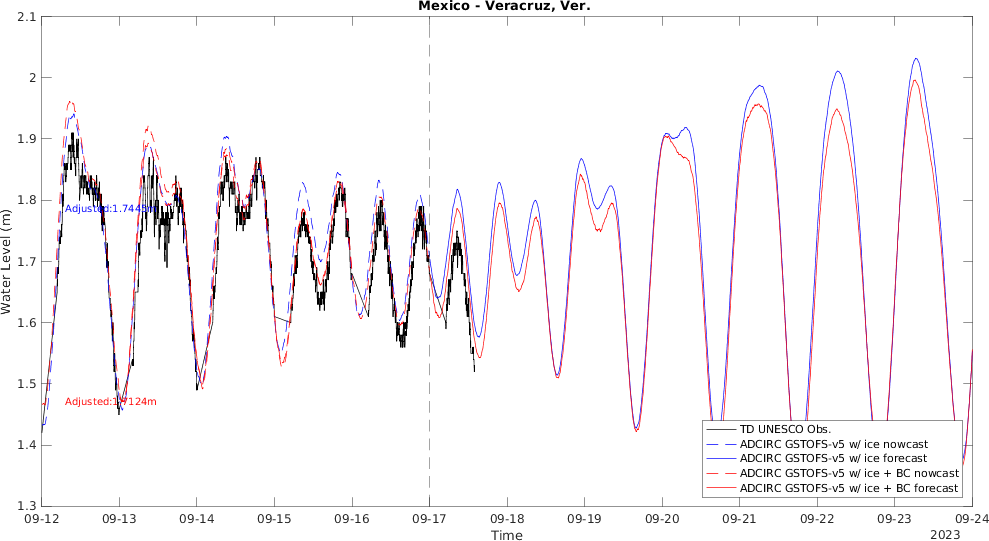 Mexico - Veracruz, Ver.
2.1
2
1.9
1.8
1.7
1.6
1.5
1.4
1.3
Water Level (m)
Adjusted:1.7124m
TD UNESCO Obs.
ADCIRC GSTOFS-v5 w/ ice nowcast
ADCIRC GSTOFS-v5 w/ ice forecast
ADCIRC GSTOFS-v5 w/ ice + BC nowcast
ADCIRC GSTOFS-v5 w/ ice + BC forecast
09-12 09-13 09-14 09-15 09-16 09-17 09-18 09-19 09-20 09-21 09-22 09-23 09-24
Time
2023